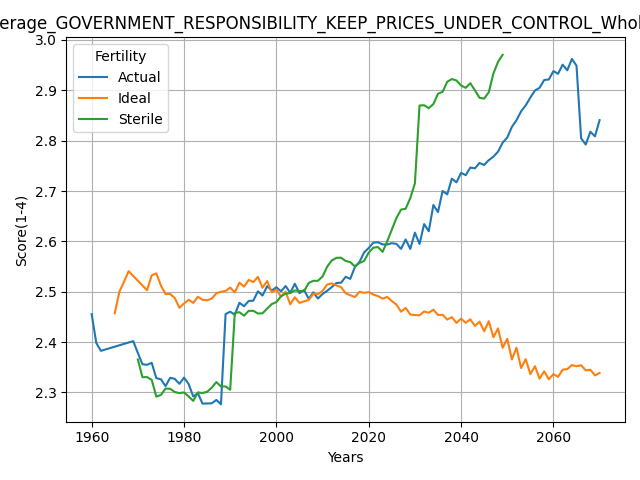 erage_GOVERNMENT_RESPONSIBILITY_KEEP_PRICES_UNDER_CONTROL_Whol
Fertility
Actual
Ideal
Sterile
Score(1-4)
3.0
2.9
2.8
2.7
2.6
2.5
2.4
2.3
1960 1980 2000 2020 2040 2060
Years